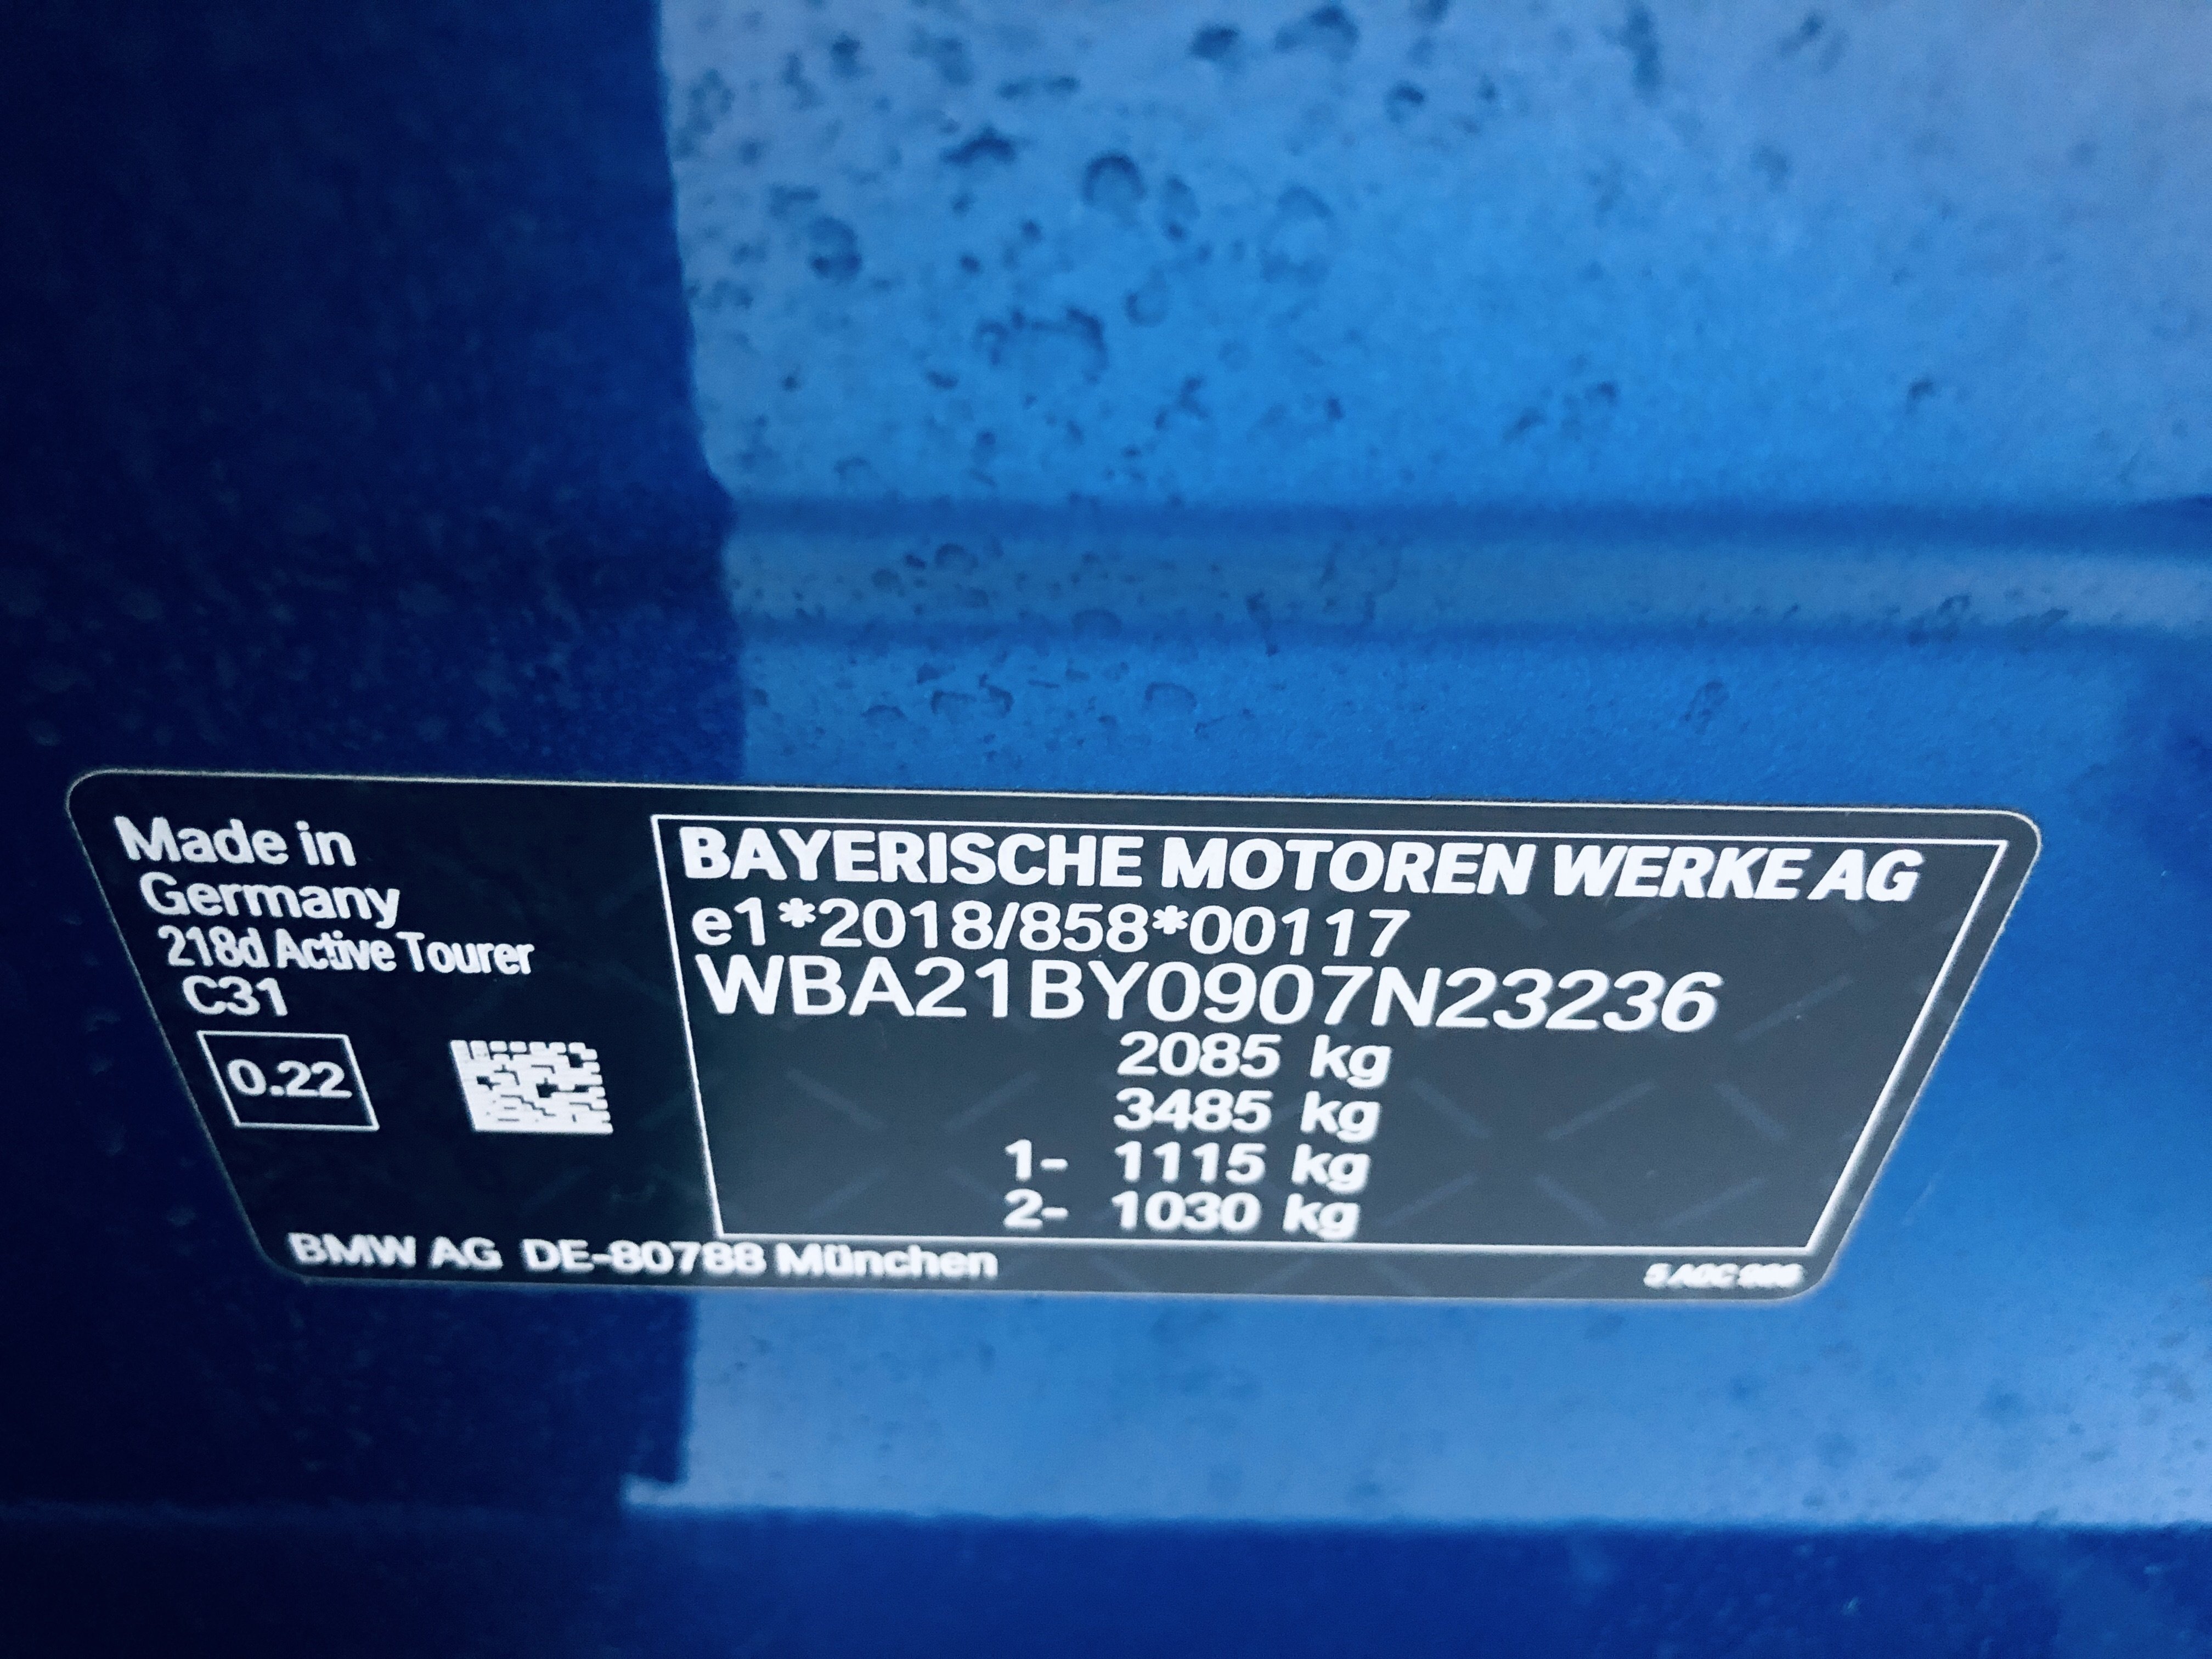 Made in
Germany
218d Active Tourer
C31
0.22
BAYERISCHE MOTOREN WERKE AG
e1*2018/858*00117
WBA21BY0907N23236
2085 kg
3485 kg
1- 1115 kg
2- 1030 kg
BMW AG DE-80788 München